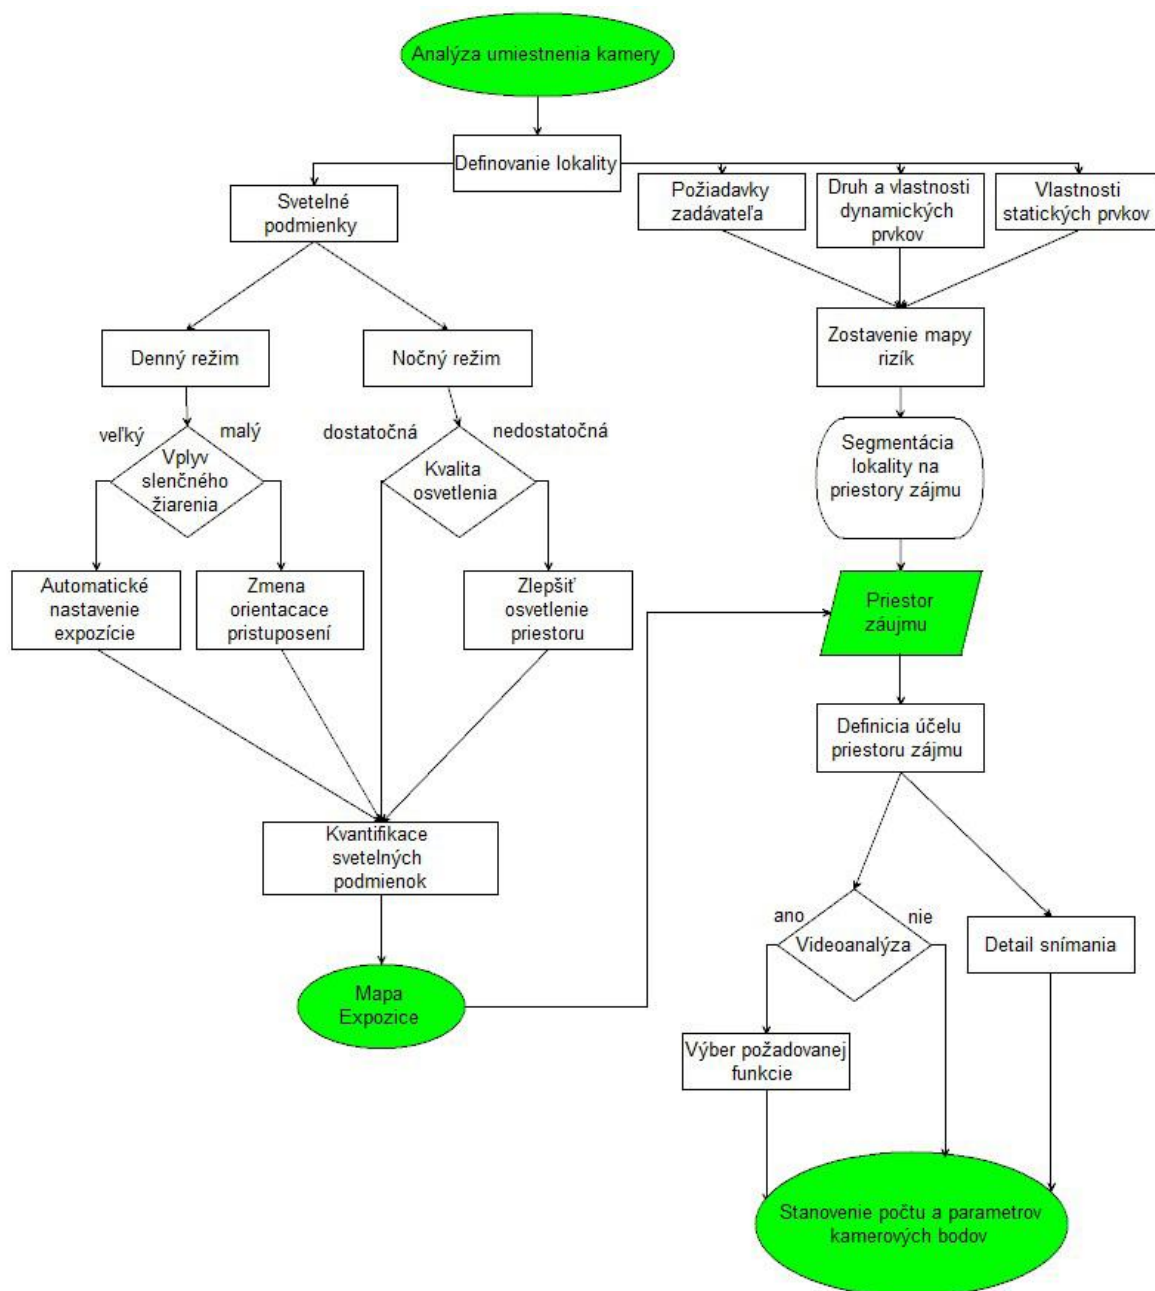 Analýza umiestnenia kamery
Definovanie lokality
Svetelné
podmienky
Požiadavky
zadávateľa
Druh a vlastnosti
dynamických
prvkov
Vlastnosti
statických prvkov
Denný režim
Nočný režim
Zostavenie mapy
rizík
veľký
malý
dostatočná
nedostatočná
Vplyv
slenčného
žiarenia
Kvalita
osvetlenia
Segmentácia
lokality na
priestory zájmu
Automatické
nastavenie
expozície
Zmena
orientacace
pristuposení
Zlepšiť
osvetlenie
priestoru
Priestor
záujmu
Definicia účelu
priestoru zájmu
Kvantifikace
svetelných
podmienok
ano
nie
Videoanalýza
Detail snímania
Mapa
Expozice
Výber požadovanej
funkcie
Stanovenie počtu a parametrov
kamerových bodov